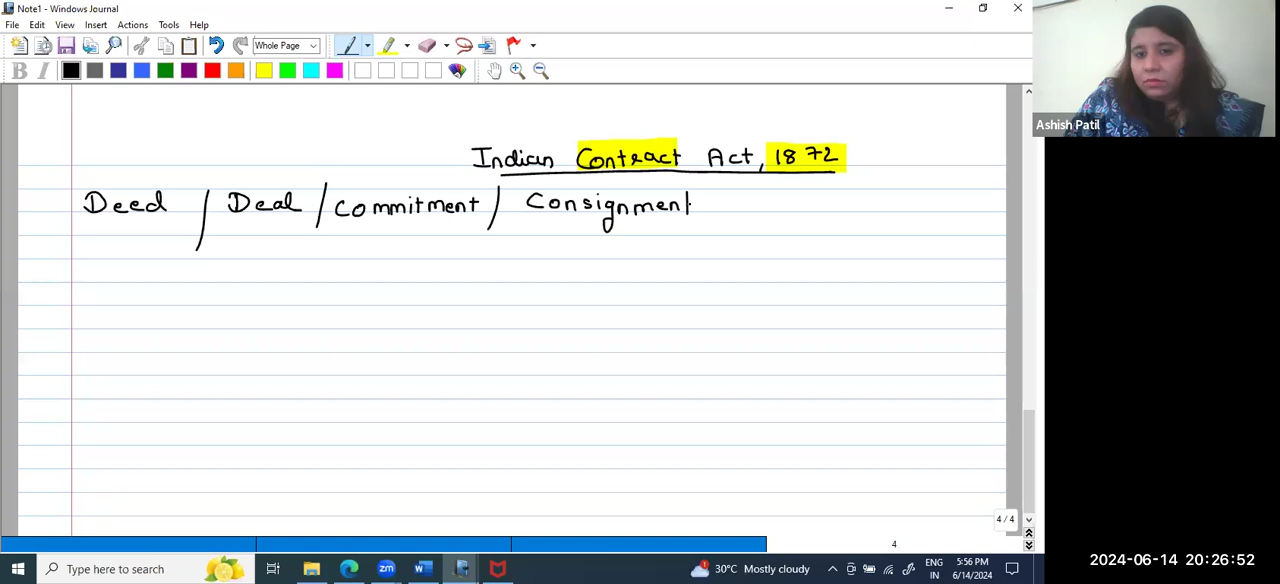 Note1 - Windows Journal
File Edit View Insert Actions Tools Help
Whole Page
B I
Ashish Patil
Indian Contract Act, 1872
Deed / Deal / Commitment / Consignment
4 / 4
4
Type here to search
30°C Mostly cloudy
ENG
IN
5:56 PM
6/14/2024
2024-06-14 20:26:52